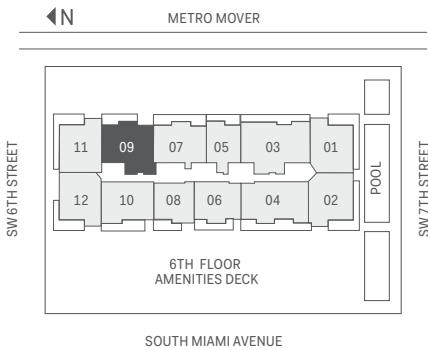 N
METRO MOVER
SW 6TH STREET
11
09
07
05
03
01
12
10
08
06
04
02
POOL
SW 7TH STREET
6TH FLOOR
AMENITIES DECK
SOUTH MIAMI AVENUE